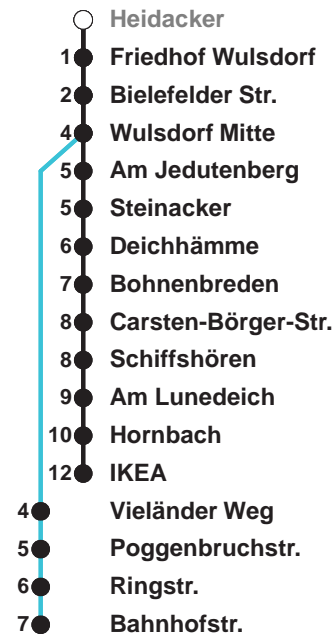 Heidacker
1 Friedhof Wulsdorf
2 Bielefelder Str.
4 Wulsdorf Mitte
5 Am Jedutenberg
5 Steinacker
6 Deichhämme
7 Bohnenbreden
8 Carsten-Börger-Str.
8 Schiffshören
9 Am Lunedeich
10 Hornbach
12 IKEA
4 Vieländer Weg
5 Poggenbruchstr.
6 Ringstr.
7 Bahnhofstr.